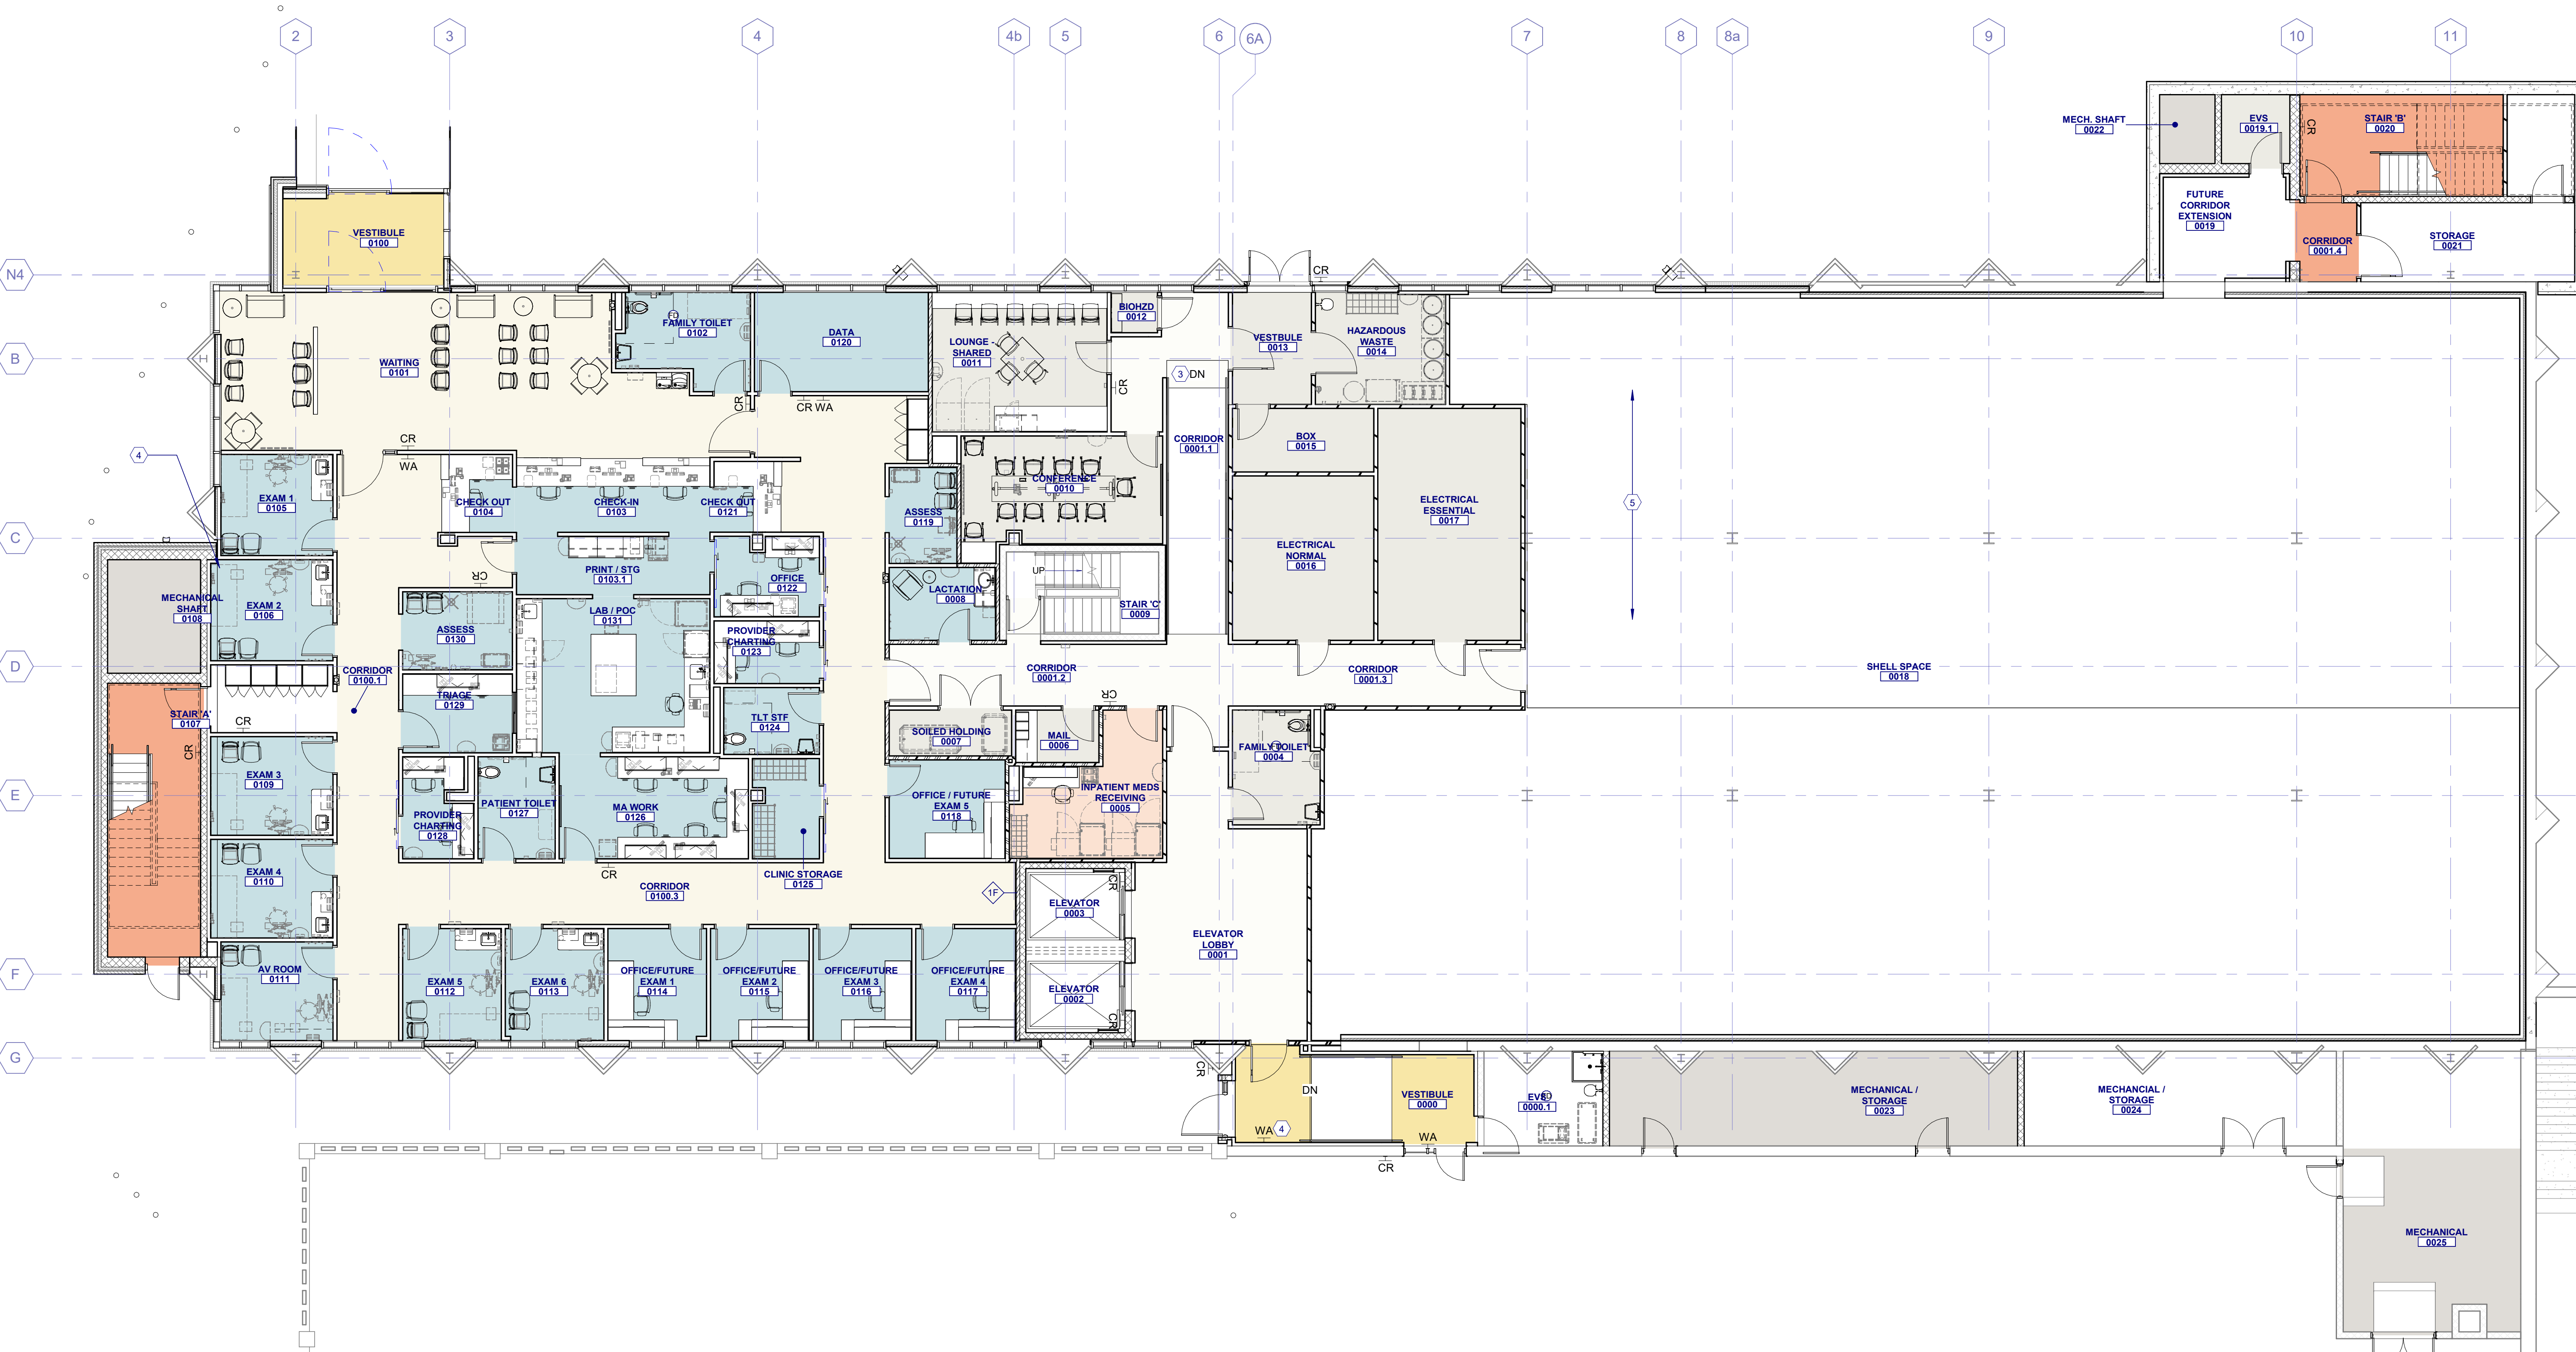 2
3
4
4b
5
6
6A
7
8
8a
9
10
11
MECH. SHAFT
0022
EVS
0019.1
STAIR 'B'
0020
CR
FUTURE
CORRIDOR
EXTENSION
0019
CORRIDOR
0001.4
STORAGE
0021
VESTIBULE
0100
N4
CR
BIOHZD
0012
FAMILY TOILET
0102
DATA
0120
LOUNGE -
SHARED
0011
VESTBULE
0013
HAZARDOUS
WASTE
0014
B
WAITING
0101
3
DN
CR
CR
CR
WA
CORRIDOR
0001.1
BOX
0015
4
CR
WA
EXAM 1
0105
CHECK OUT
0104
CHECK-IN
0103
CHECK OUT
0121
CONFERENCE
0010
ASSESS
0119
ELECTRICAL
ESSENTIAL
0017
5
C
ELECTRICAL
NORMAL
0016
PRINT / STG
0103.1
OFFICE
0122
CR
UP
LACTATION
0008
STAIR 'C'
0009
MECHANICAL
SHAFT
0108
EXAM 2
0106
ASSESS
0130
LAB / POC
0131
PROVIDER
CHARTING
0123
D
CORRIDOR
0100.1
CORRIDOR
0001.2
CORRIDOR
0001.3
SHELL SPACE
0018
TRIAGE
0129
CR
STAIR 'A'
0107
CR
CR
TLT STF
0124
SOILED HOLDING
0007
MAIL
0006
FAMILY TOILET
0004
EXAM 3
0109
E
PATIENT TOILET
0127
MA WORK
0126
OFFICE / FUTURE
EXAM 5
0118
INPATIENT MEDS
RECEIVING
0005
PROVIDER
CHARTING
0128
EXAM 4
0110
CR
CORRIDOR
0100.3
CLINIC STORAGE
0125
1F
CR
ELEVATOR
0003
ELEVATOR
LOBBY
0001
F
AV ROOM
0111
EXAM 5
0112
EXAM 6
0113
OFFICE/FUTURE
EXAM 1
0114
OFFICE/FUTURE
EXAM 2
0115
OFFICE/FUTURE
EXAM 3
0116
OFFICE/FUTURE
EXAM 4
0117
ELEVATOR
0002
CR
G
CR
DN
VESTIBULE
0000
EVS
0000.1
MECHANICAL /
STORAGE
0023
MECHANCIAL /
STORAGE
0024
WA
4
WA
CR
MECHANICAL
0025